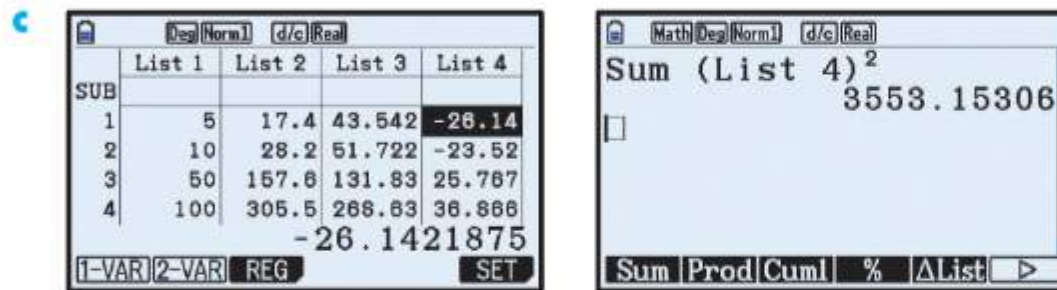 c
Deg Norm1 d/c Real
List 1 List 2 List 3 List 4
SUB
1 5 17.4 43.542 -26.14
2 10 28.2 51.722 -23.52
3 50 157.6 131.83 25.767
4 100 305.5 268.63 36.866
-26.1421875
1-VAR 2-VAR REG SET
Math Deg Norm1 d/c Real
Sum (List 4)²
3553.15306
Sum Prod Cuml % ΔList ▷